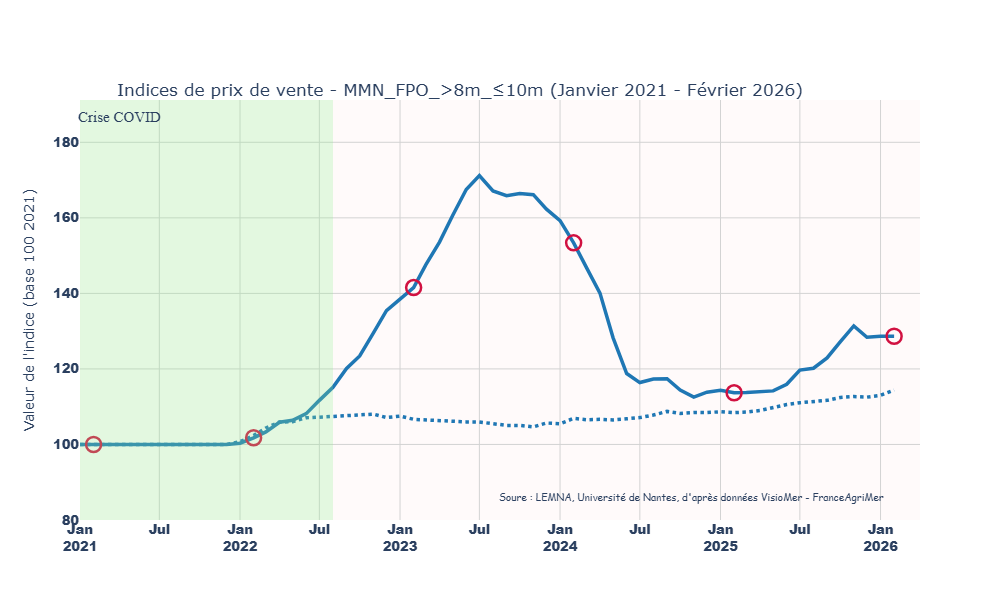 Indices de prix de vente - MMN_FPO_>8m_≤10m (Janvier 2021 - Février 2026)
Crise COVID
Valeur de l'indice (base 100 2021)
180
160
140
120
100
80
Soure : LEMNA, Université de Nantes, d'après données VisioMer - FranceAgriMer
Jan Jul Jan Jul Jan Jul Jan Jul Jan Jul Jan
2021 2022 2023 2024 2025 2026